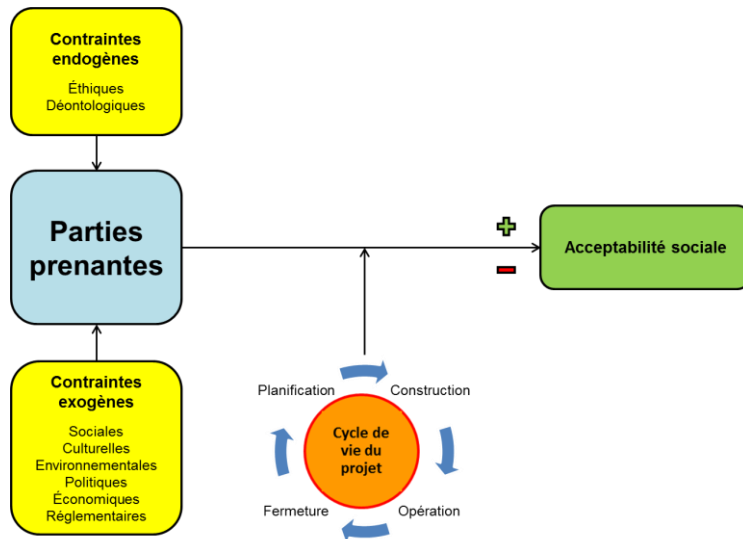 Contraintes
endogènes
Éthiques
Déontologiques
Parties
prenantes
Acceptabilité sociale
Contraintes
exogènes
Sociales
Culturelles
Environnementales
Politiques
Économiques
Réglementaires
Planification
Construction
Cycle de
vie du
projet
Fermeture
Opération